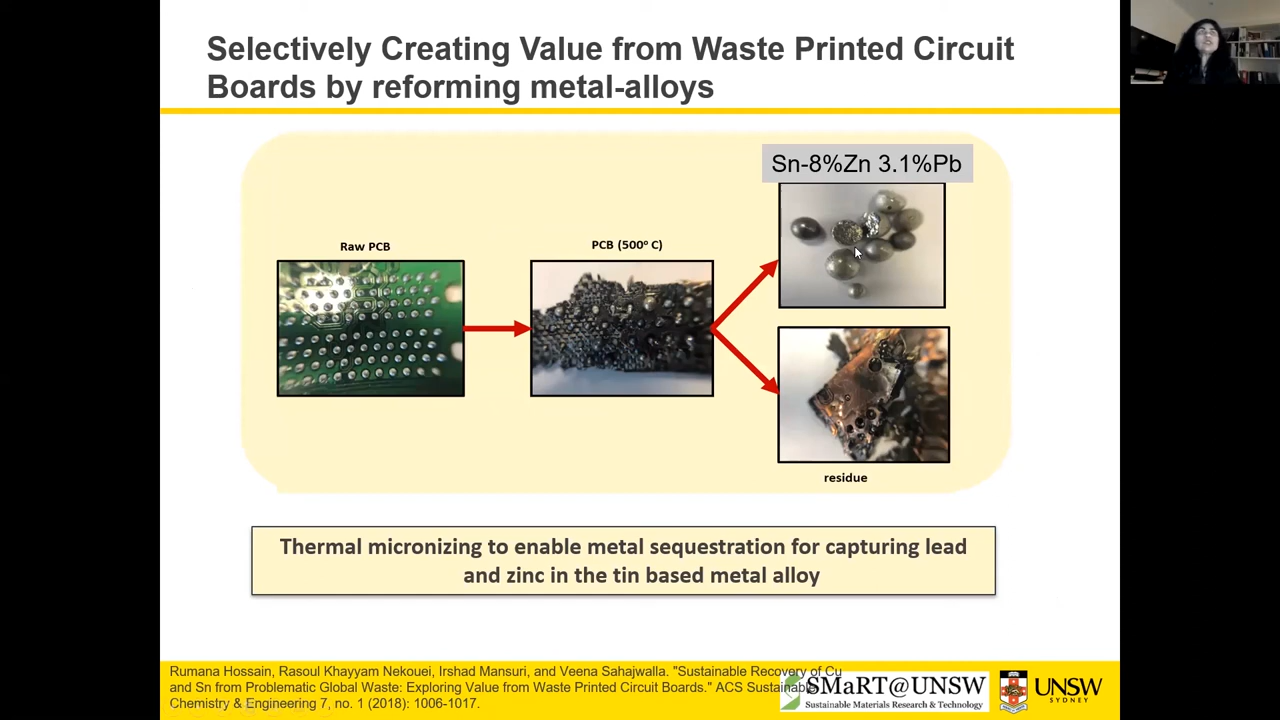 Selectively Creating Value from Waste Printed Circuit
Boards by reforming metal-alloys
Sn-8%Zn 3.1%Pb
Raw PCB
PCB (500º C)
residue
Thermal micronizing to enable metal sequestration for capturing lead
and zinc in the tin based metal alloy
Rumana Hossain, Rasoul Khayyam Nekouei, Irshad Mansuri, and Veena Sahajwalla. "Sustainable Recovery of Cu
and Sn from Problematic Global Waste: Exploring Value from Waste Printed Circuit Boards." ACS Sustainable
Chemistry & Engineering 7, no. 1 (2018): 1006-1017.
SMaRT@UNSW
Sustainable Materials Research & Technology
UNSW
SYDNEY